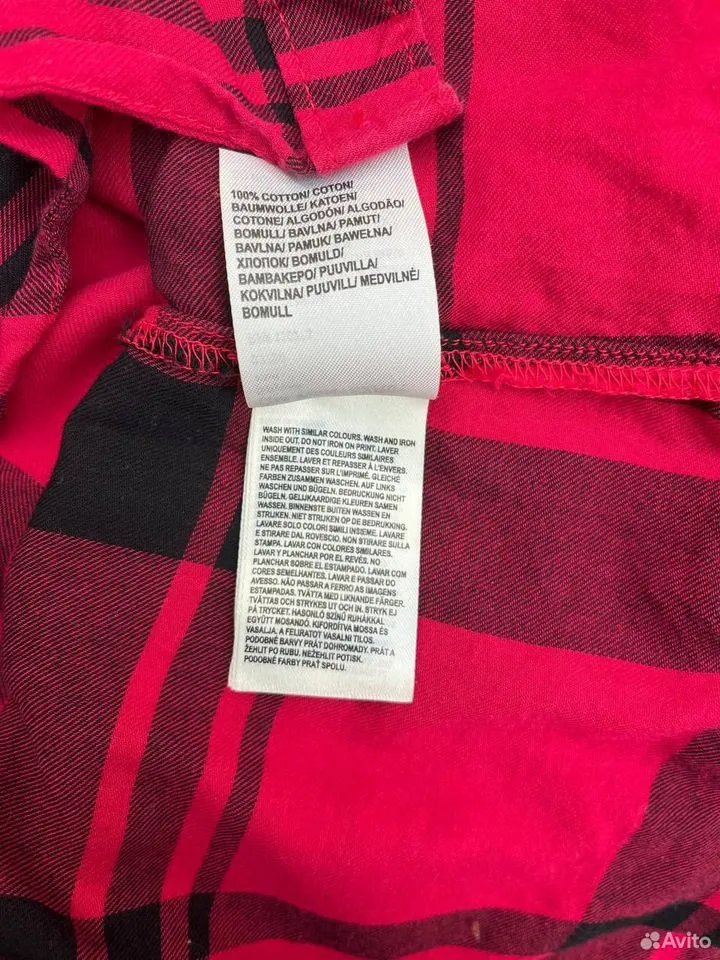 100% COTTON/ COTON/
BAUMWOLLE/ KATOEN/
COTONE/ ALGODÓN/ ALGODÃO/
BOMULL/ BAVLNA/ PAMUT/
BAVLNA/ PAMUK/ BAWEŁNA/
ХЛОПОК/ BOMULD/
ΒΑΜΒΑΚΕΡΟ/ PUUVILLA/
KOKVILNA/ PUUVILL/ MEDVILNĖ/
BOMULL
WASH WITH SIMILAR COLOURS. WASH AND IRON
INSIDE OUT. DO NOT IRON ON PRINT. LAVER
UNIQUEMENT DES COULEURS SIMILAIRES
ENSEMBLE. LAVER ET REPASSER À L'ENVERS.
NE PAS REPASSER SUR L'IMPRIMÉ. GLEICHE
FARBEN ZUSAMMEN WASCHEN. AUF LINKS
WASCHEN UND BÜGELN. BEDRUCKUNG NICHT
BÜGELN. GELIJKAARDIGE KLEUREN SAMEN
WASSEN. BINNENSTE BUITEN WASSEN EN
STRIJKEN. NIET STRIJKEN OP DE BEDRUKKING.
LAVARE SOLO COLORI SIMILI INSIEME. LAVARE
E STIRARE DAL ROVESCIO. NON STIRARE SULLA
STAMPA. LAVAR CON COLORES SIMILARES.
LAVAR Y PLANCHAR POR EL REVÉS. NO
PLANCHAR SOBRE EL ESTAMPADO. LAVAR COM
CORES SEMELHANTES. LAVAR E PASSAR DO
AVESSO. NÃO PASSAR A FERRO AS IMAGENS
ESTAMPADAS. TVÄTTA MED LIKNANDE FÄRGER.
TVÄTTAS OCH STRYKES UT OCH IN. STRYK EJ
PÅ TRYCKET. HASONLÓ SZÍNŰ RUHÁKKAL
EGYÜTT MOSANDÓ. KIFORDÍTVA MOSSA ÉS
VASALJA. A FELIRATOT VASALNI TILOS.
PODOBNÉ BARVY PRÁT DOHROMADY. PRÁT A
ŽEHLIT PO RUBU. NEŽEHLIT POTISK.
PODOBNÉ FARBY PRAŤ SPOLU.
Avito